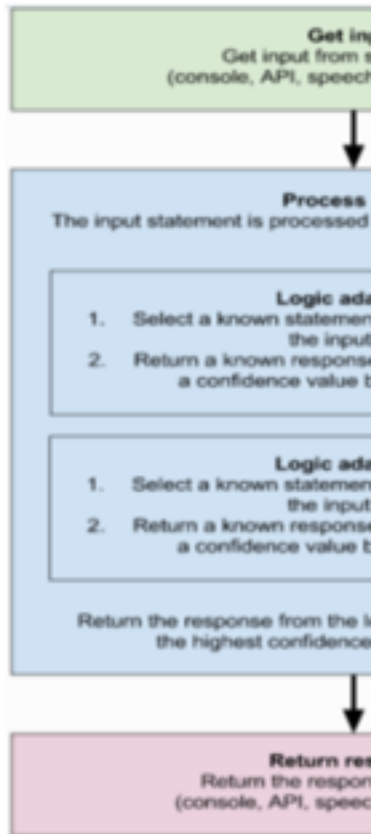 Get inp
Get input from s
(console, API, speech
Process
The input statement is processed
Logic ada
1. Select a known statement
the input
2. Return a known response
a confidence value b
Logic ada
1. Select a known statement
the input
2. Return a known response
a confidence value b
Return the response from the lo
the highest confidence
Return res
Return the respon
(console, API, speec